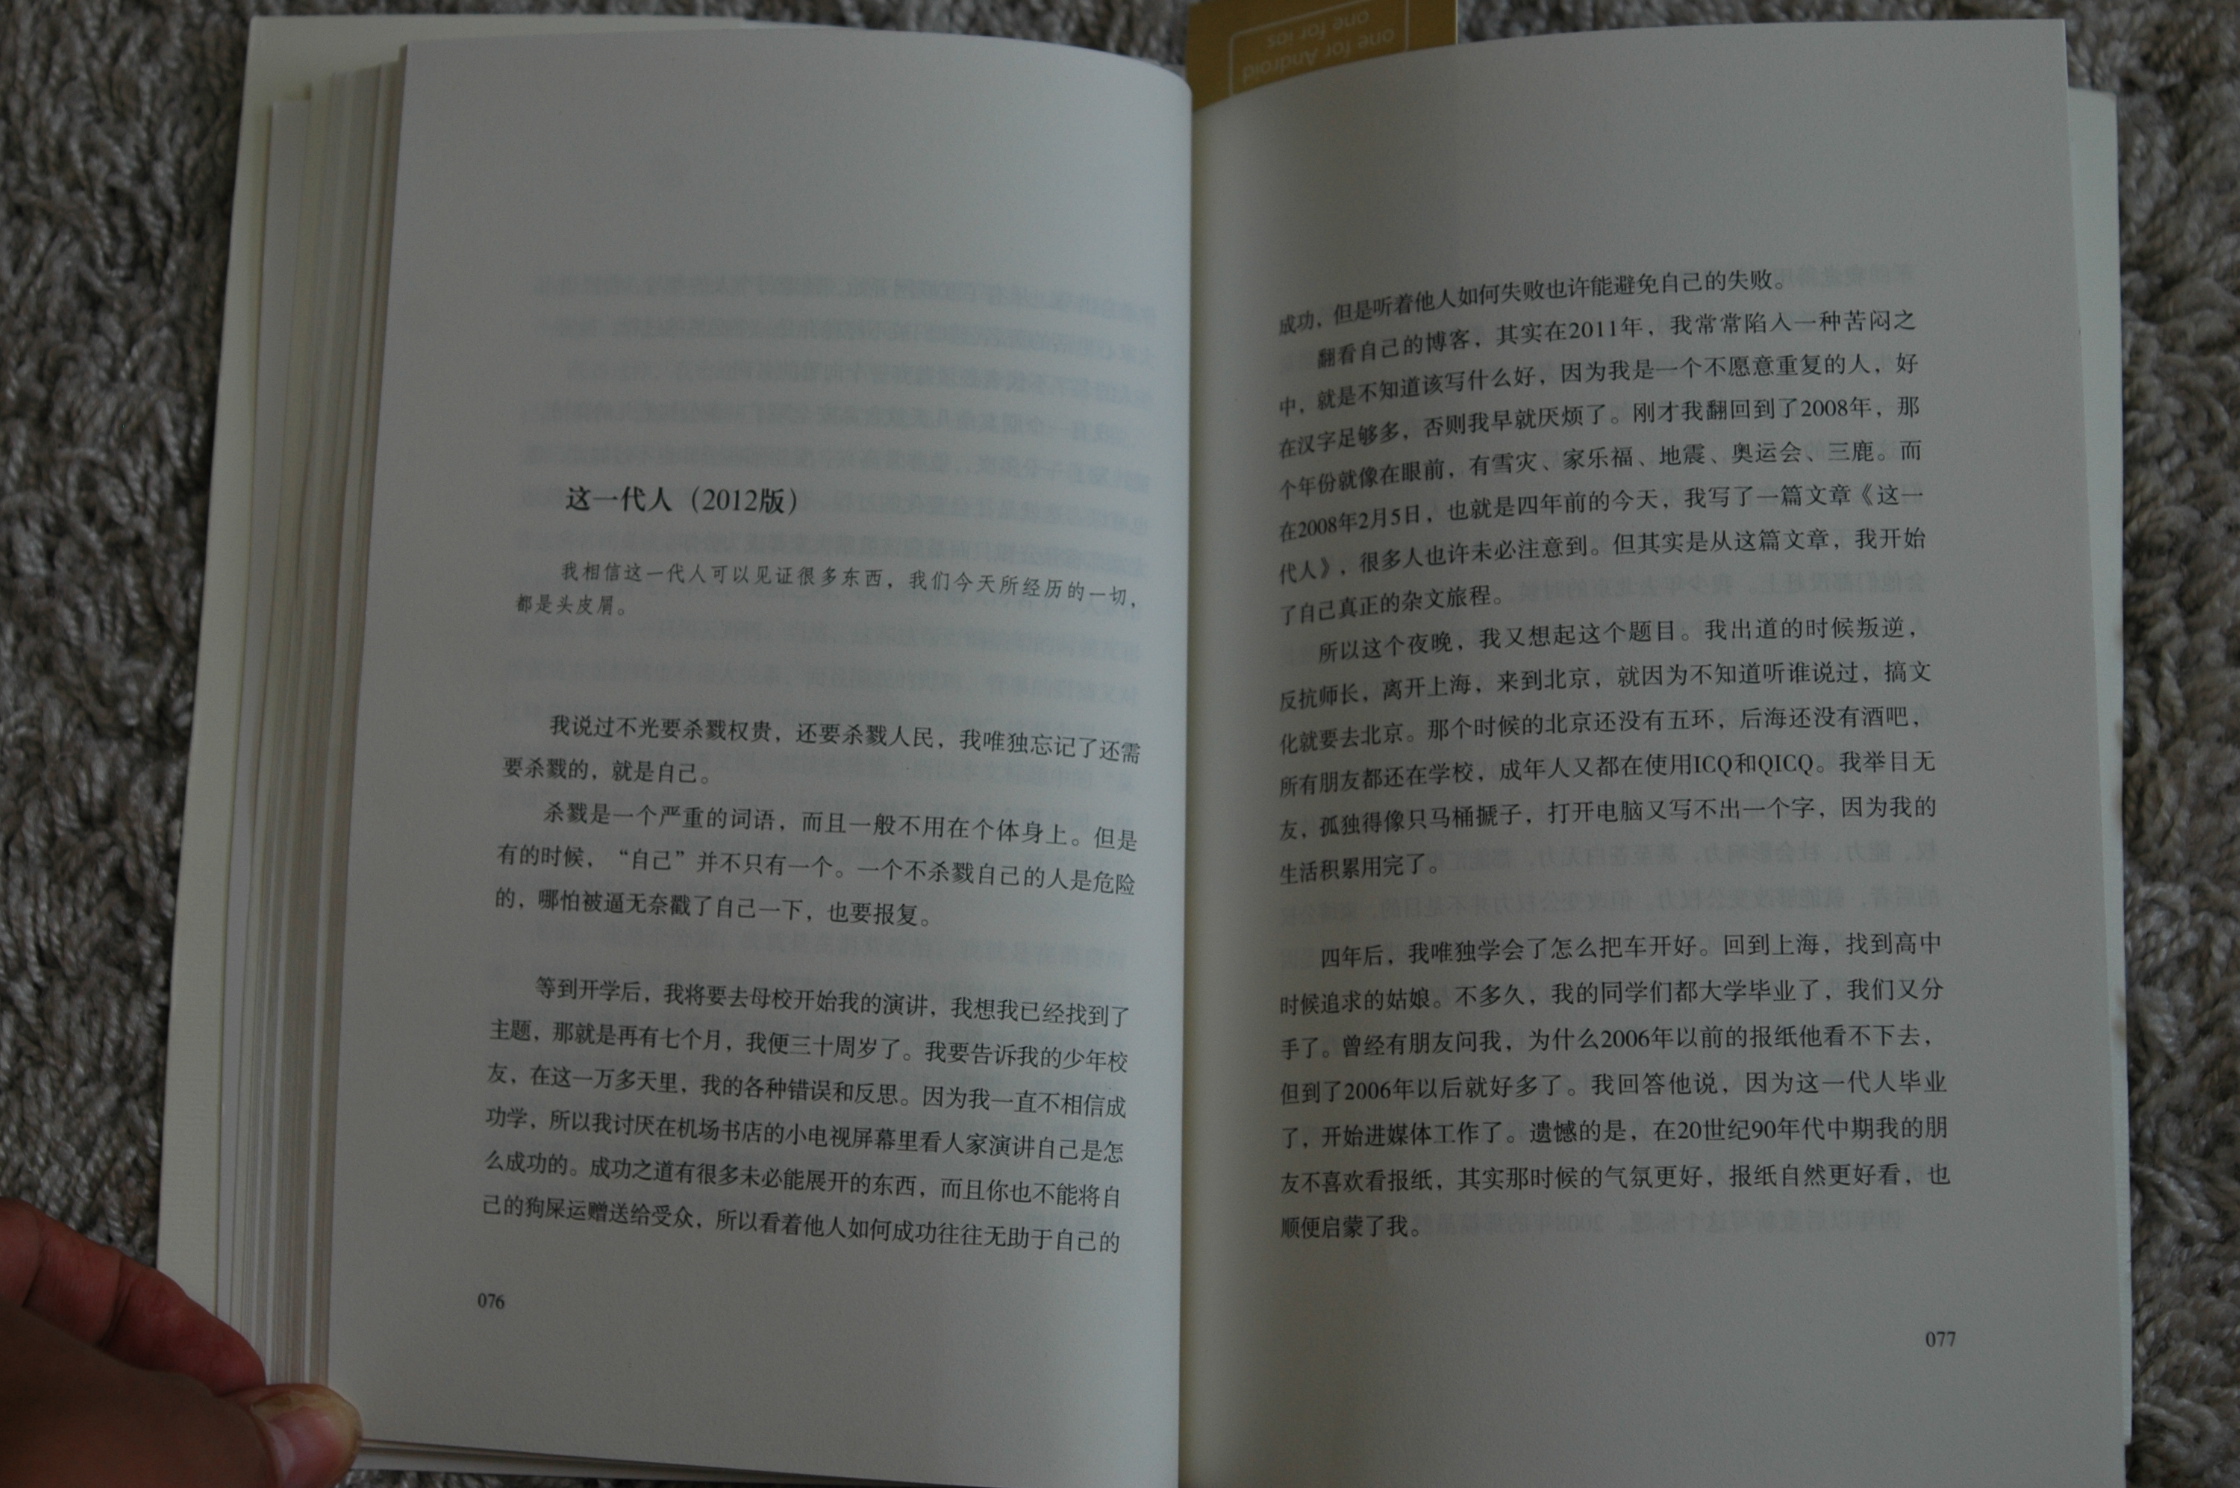 one for Android
one for ios
这一代人（2012版）
我相信这一代人可以见证很多东西，我们今天所经历的一切，
都是头皮屑。
我说过不光要杀戮权贵，还要杀戮人民，我唯独忘记了还需
要杀戮的，就是自己。
杀戮是一个严重的词语，而且一般不用在个体身上。但是
有的时候，“自己”并不只有一个。一个不杀戮自己的人是危险
的，哪怕被逼无奈戳了自己一下，也要报复。
等到开学后，我将要去母校开始我的演讲，我想我已经找到了
主题，那就是再有七个月，我便三十周岁了。我要告诉我的少年校
友，在这一万多天里，我的各种错误和反思。因为我一直不相信成
功学，所以我讨厌在机场书店的小电视屏幕里看人家演讲自己是怎
么成功的。成功之道有很多未必能展开的东西，而且你也不能将自
己的狗屎运赠送给受众，所以看着他人如何成功往往无助于自己的
076
成功，但是听着他人如何失败也许能避免自己的失败。
翻看自己的博客，其实在2011年，我常常陷入一种苦闷之
中，就是不知道该写什么好，因为我是一个不愿意重复的人，好
在汉字足够多，否则我早就厌烦了。刚才我翻回到了2008年，那
个年份就像在眼前，有雪灾、家乐福、地震、奥运会、三鹿。而
在2008年2月5日，也就是四年前的今天，我写了一篇文章《这一
代人》，很多人也许未必注意到。但其实是从这篇文章，我开始
了自己真正的杂文旅程。
所以这个夜晚，我又想起这个题目。我出道的时候叛逆，
反抗师长，离开上海，来到北京，就因为不知道听谁说过，搞文
化就要去北京。那个时候的北京还没有五环，后海还没有酒吧，
所有朋友都还在学校，成年人又都在使用ICQ和QICQ。我举目无
友，孤独得像只马桶搋子，打开电脑又写不出一个字，因为我的
生活积累用完了。
四年后，我唯独学会了怎么把车开好。回到上海，找到高中
时候追求的姑娘。不多久，我的同学们都大学毕业了，我们又分
手了。曾经有朋友问我，为什么2006年以前的报纸他看不下去，
但到了2006年以后就好多了。我回答他说，因为这一代人毕业
了，开始进媒体工作了。遗憾的是，在20世纪90年代中期我的朋
友不喜欢看报纸，其实那时候的气氛更好，报纸自然更好看，也
顺便启蒙了我。
077